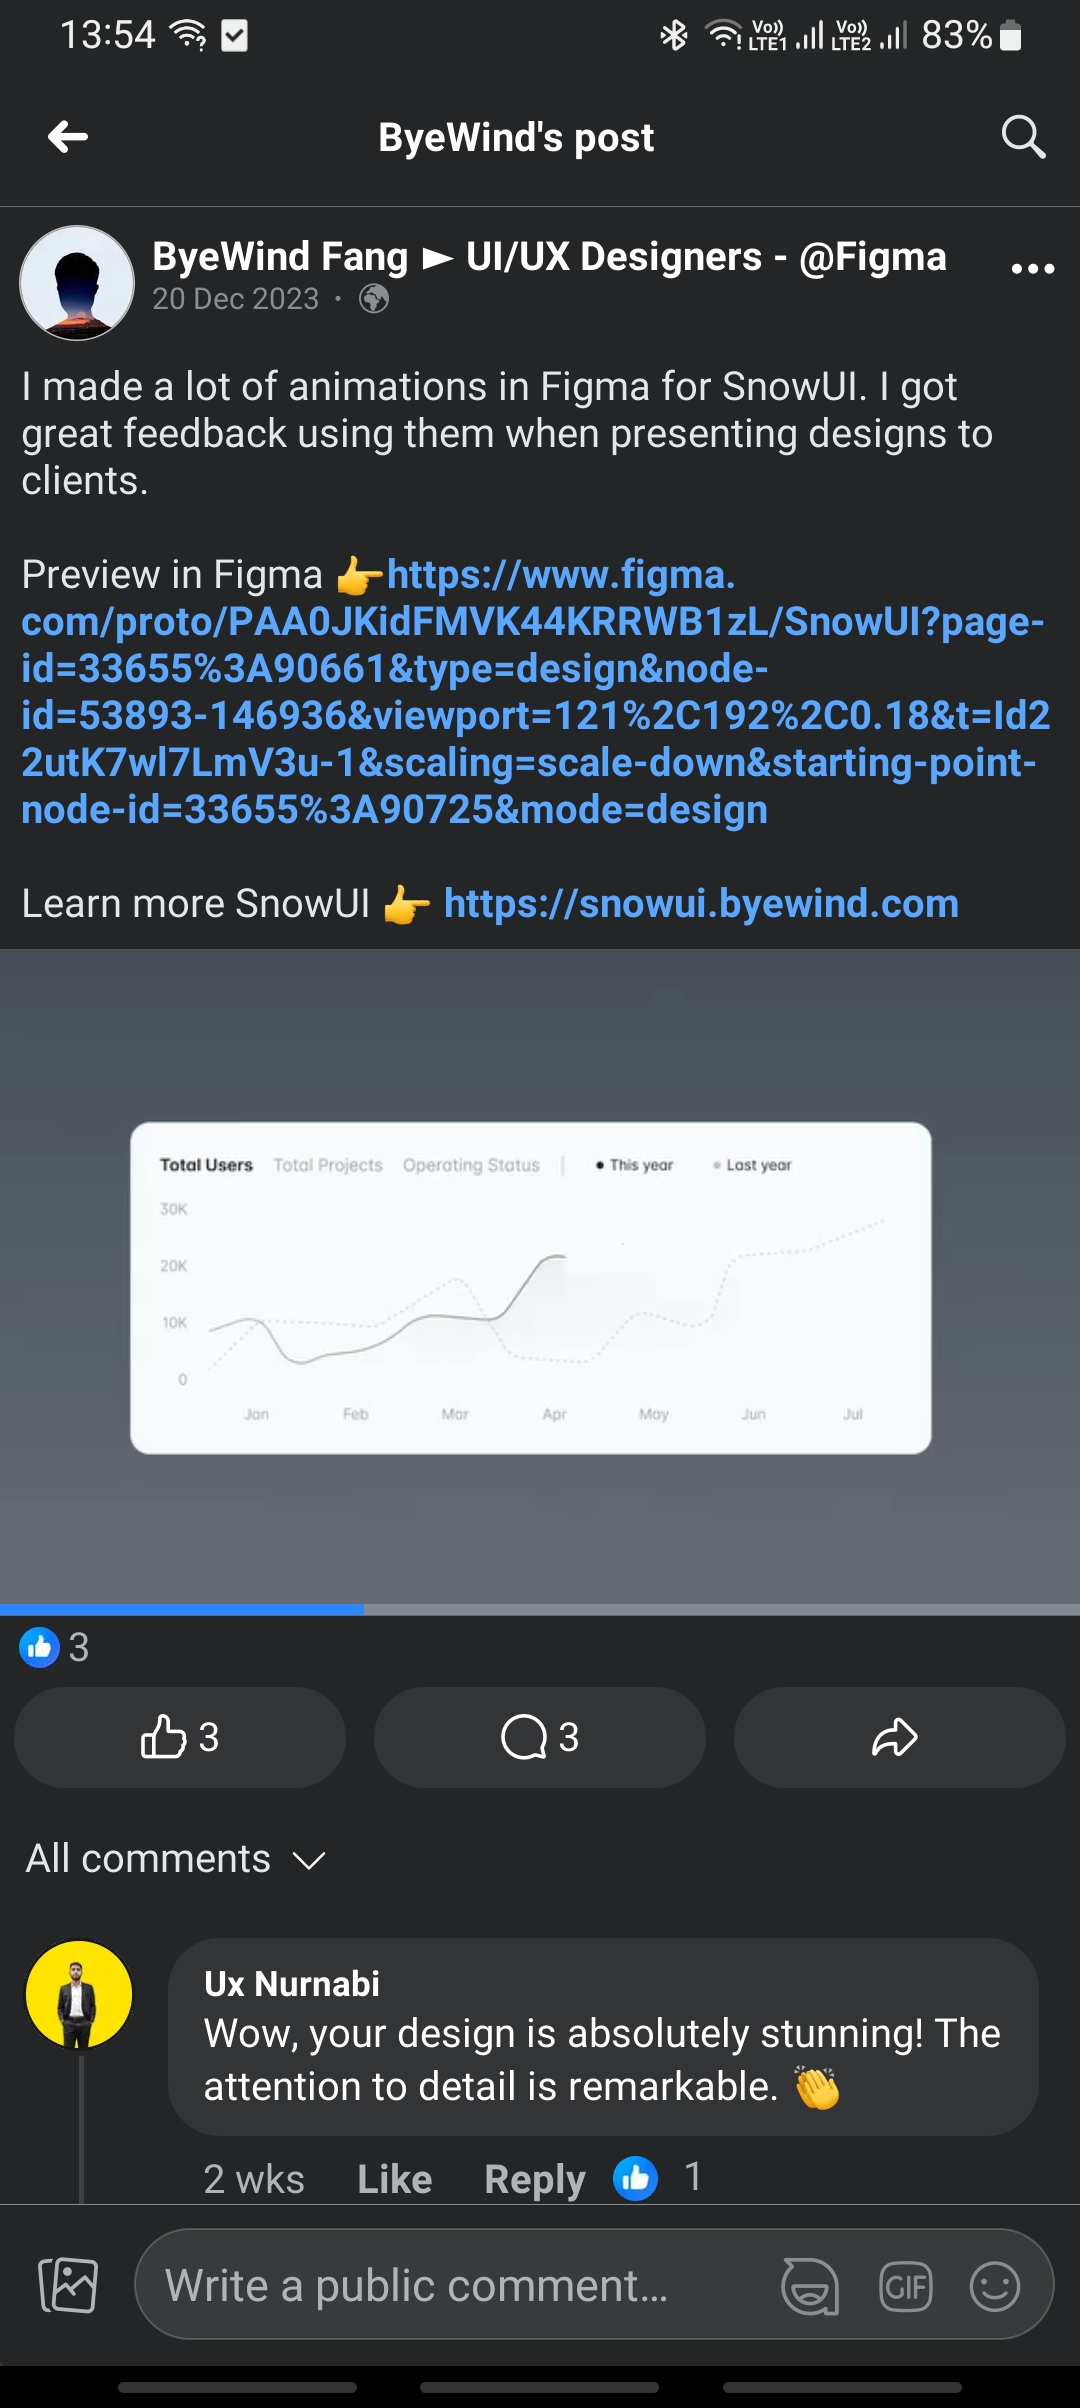 13:54
Vo)) LTE1 Vo)) LTE2 83%
ByeWind's post
ByeWind Fang ► UI/UX Designers - @Figma
20 Dec 2023 ·
I made a lot of animations in Figma for SnowUI. I got
great feedback using them when presenting designs to
clients.
Preview in Figma 👉https://www.figma.
com/proto/PAA0JKidFMVK44KRRWB1zL/SnowUI?page-
id=33655%3A90661&type=design&node-
id=53893-146936&viewport=121%2C192%2C0.18&t=Id2
2utK7wl7LmV3u-1&scaling=scale-down&starting-point-
node-id=33655%3A90725&mode=design
Learn more SnowUI 👉 https://snowui.byewind.com
Total Users Total Projects Operating Status | • This year • Last year
30K
20K
10K
0
Jan Feb Mar Apr May Jun Jul
3
3 3
All comments
Ux Nurnabi
Wow, your design is absolutely stunning! The
attention to detail is remarkable. 👏
2 wks Like Reply 1
Write a public comment... GIF